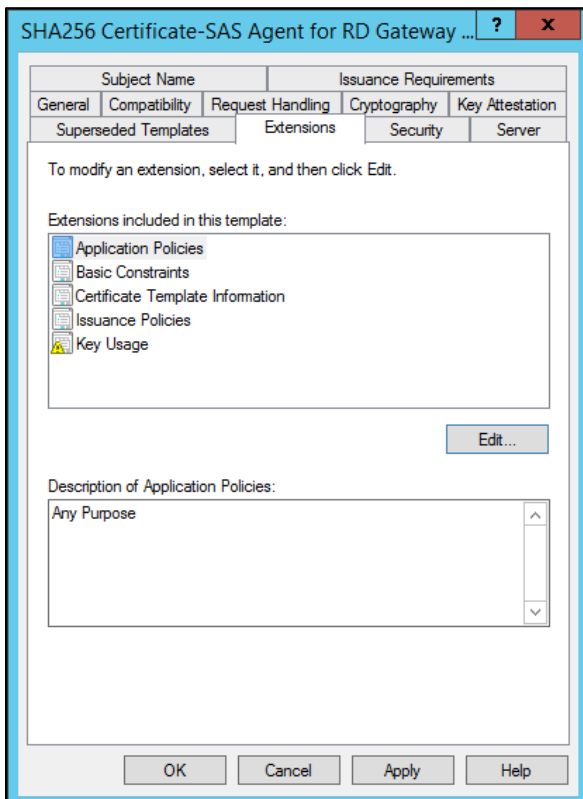 SHA256 Certificate-SAS Agent for RD Gateway ... ? x
Subject Name Issuance Requirements
General Compatibility Request Handling Cryptography Key Attestation
Superseded Templates Extensions Security Server
To modify an extension, select it, and then click Edit.
Extensions included in this template:
Application Policies
Basic Constraints
Certificate Template Information
Issuance Policies
Key Usage
Edit...
Description of Application Policies:
Any Purpose
OK Cancel Apply Help